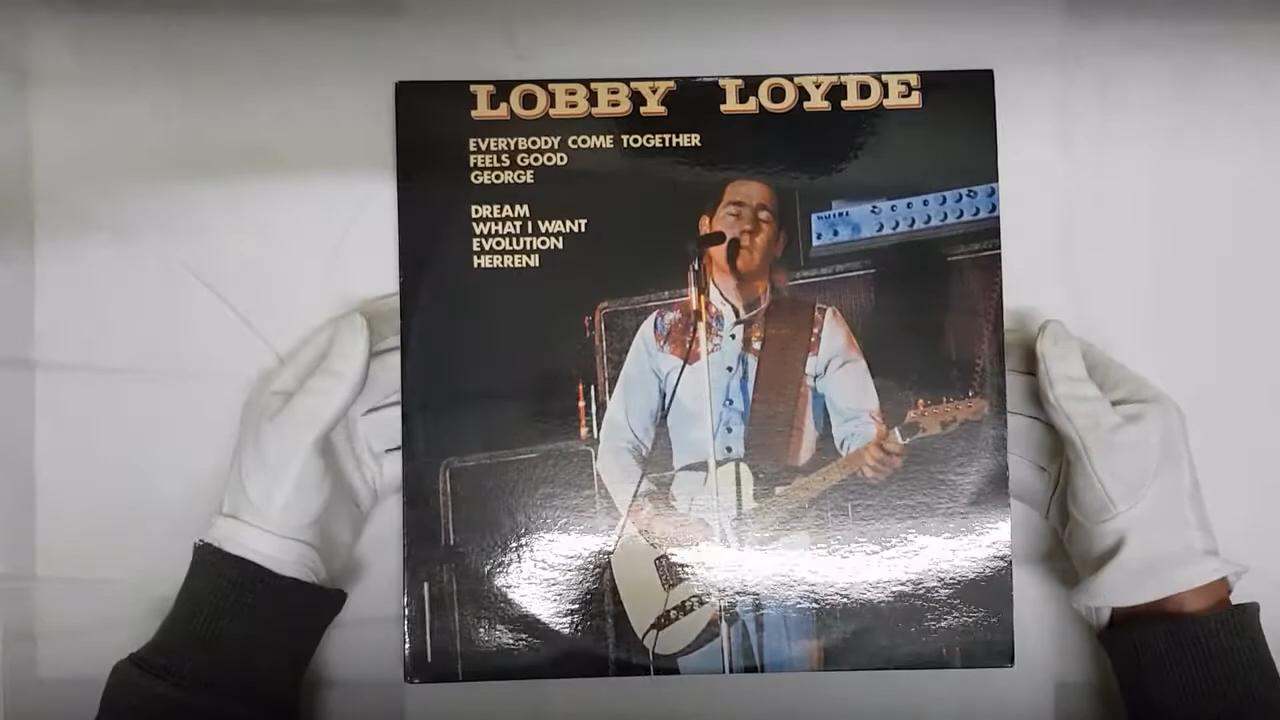 LOBBY LOYDE
EVERYBODY COME TOGETHER
FEELS GOOD
GEORGE
DREAM
WHAT I WANT
EVOLUTION
HERRENI